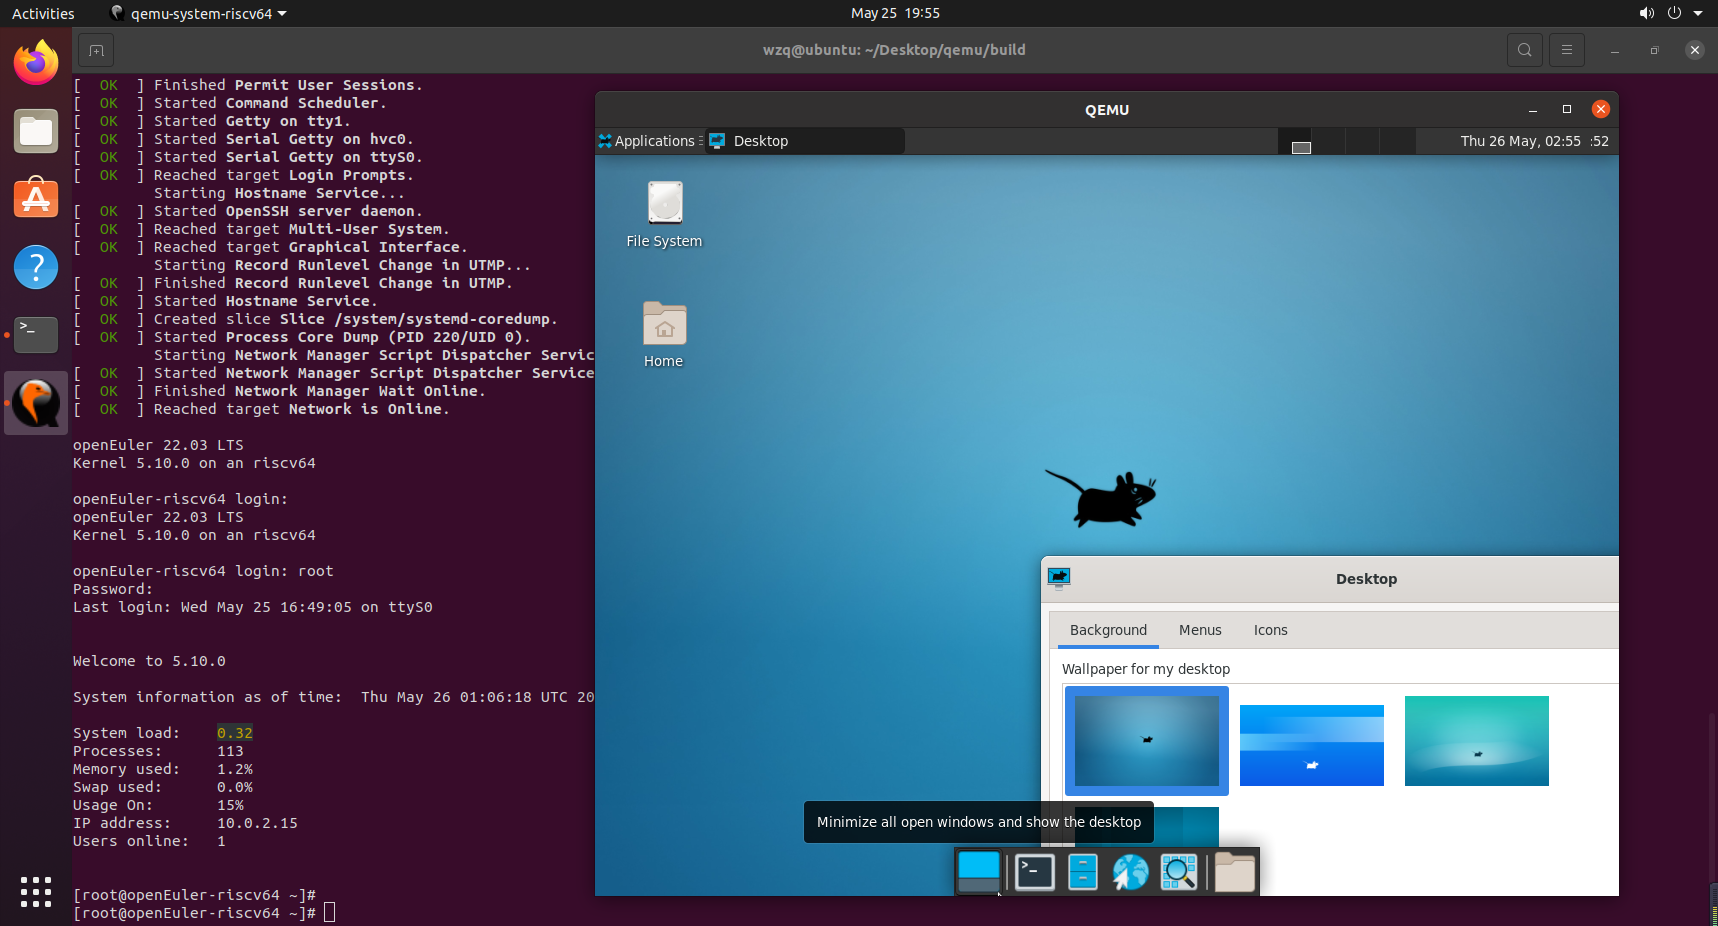 Activities
qemu-system-riscv64
May 25 19:55
wzq@ubuntu: ~/Desktop/qemu/build
[ OK ] Finished Permit User Sessions.
[ OK ] Started Command Scheduler.
[ OK ] Started Getty on tty1.
[ OK ] Started Serial Getty on hvc0.
[ OK ] Started Serial Getty on ttyS0.
[ OK ] Reached target Login Prompts.
Starting Hostname Service...
[ OK ] Started OpenSSH server daemon.
[ OK ] Reached target Multi-User System.
[ OK ] Reached target Graphical Interface.
Starting Record Runlevel Change in UTMP...
[ OK ] Finished Record Runlevel Change in UTMP.
[ OK ] Started Hostname Service.
[ OK ] Created slice Slice /system/systemd-coredump.
[ OK ] Started Process Core Dump (PID 220/UID 0).
Starting Network Manager Script Dispatcher Servic
[ OK ] Started Network Manager Script Dispatcher Service
[ OK ] Finished Network Manager Wait Online.
[ OK ] Reached target Network is Online.
openEuler 22.03 LTS
Kernel 5.10.0 on an riscv64
openEuler-riscv64 login:
openEuler 22.03 LTS
Kernel 5.10.0 on an riscv64
openEuler-riscv64 login: root
Password:
Last login: Wed May 25 16:49:05 on ttyS0
Welcome to 5.10.0
System information as of time: Thu May 26 01:06:18 UTC 20
System load: 0.32
Processes: 113
Memory used: 1.2%
Swap used: 0.0%
Usage On: 15%
IP address: 10.0.2.15
Users online: 1
[root@openEuler-riscv64 ~]#
[root@openEuler-riscv64 ~]#
QEMU
Applications
Desktop
Thu 26 May, 02:55 :52
File System
Home
Desktop
Background
Menus
Icons
Wallpaper for my desktop
Minimize all open windows and show the desktop